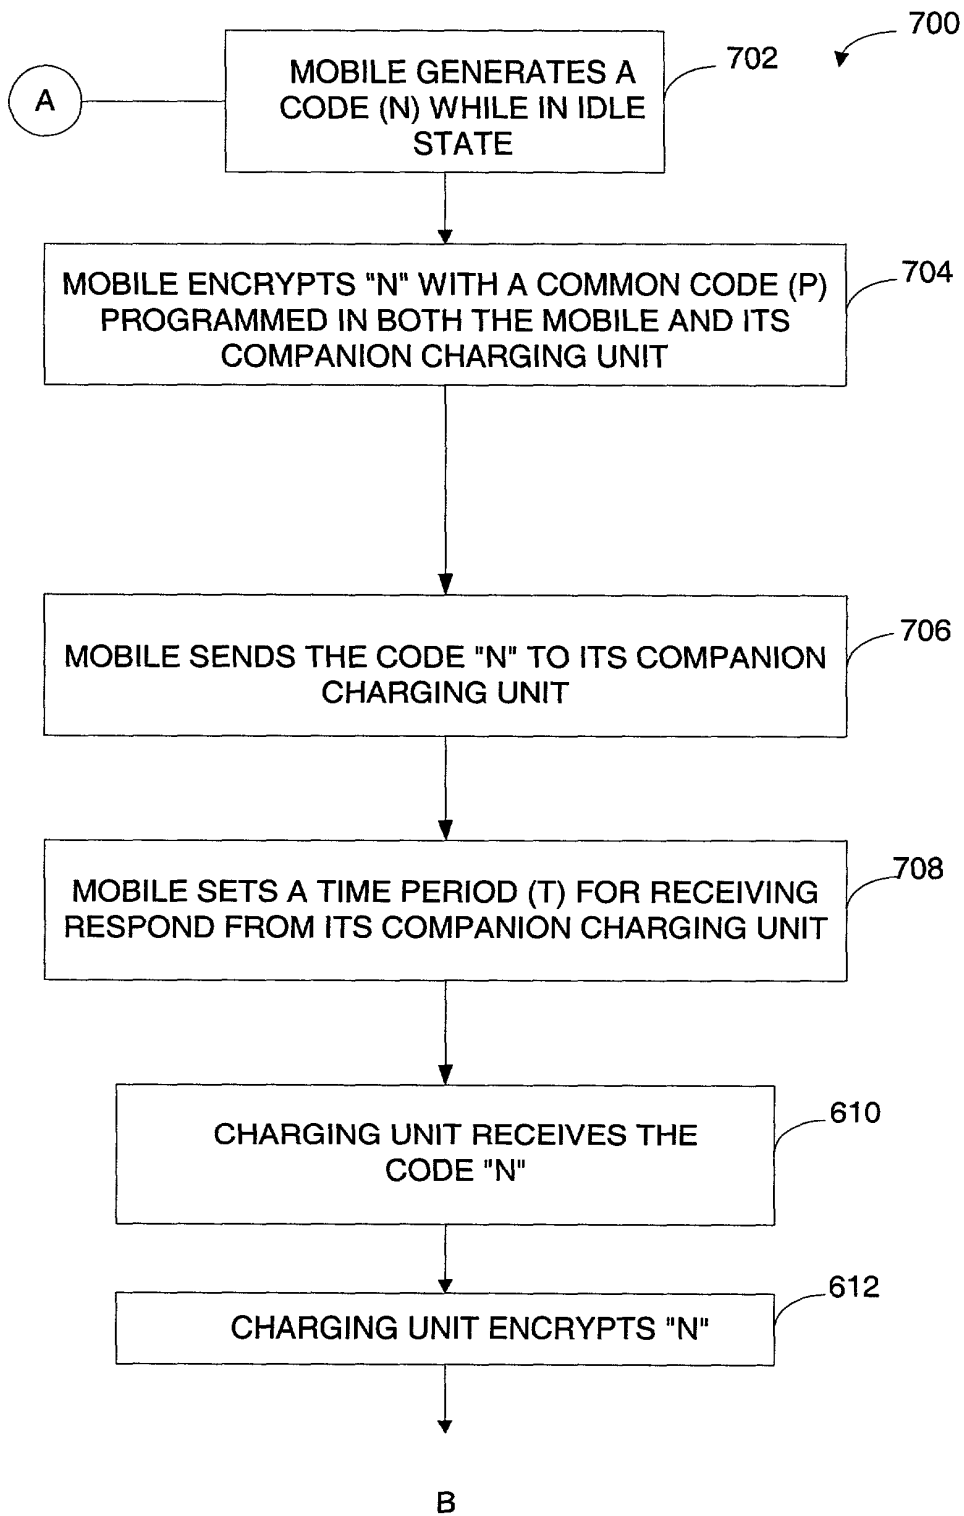 700
702
MOBILE GENERATES A
CODE (N) WHILE IN IDLE
STATE
A
704
MOBILE ENCRYPTS "N" WITH A COMMON CODE (P)
PROGRAMMED IN BOTH THE MOBILE AND ITS
COMPANION CHARGING UNIT
706
MOBILE SENDS THE CODE "N" TO ITS COMPANION
CHARGING UNIT
708
MOBILE SETS A TIME PERIOD (T) FOR RECEIVING
RESPOND FROM ITS COMPANION CHARGING UNIT
610
CHARGING UNIT RECEIVES THE
CODE "N"
612
CHARGING UNIT ENCRYPTS "N"
B